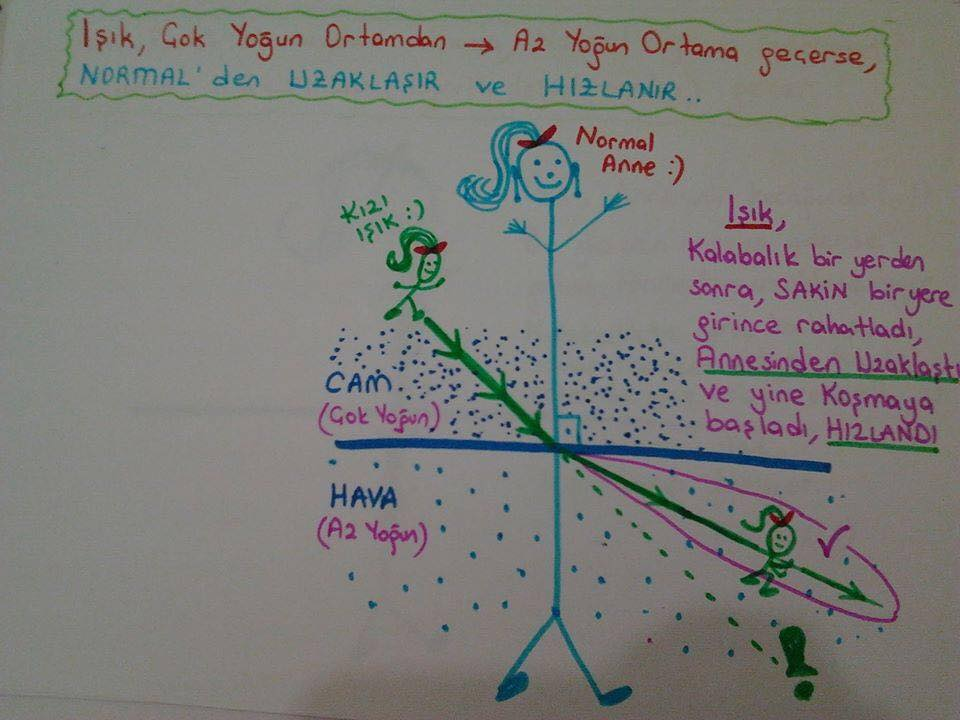 Işık, Çok Yoğun Ortamdan → Az Yoğun Ortama geçerse,
NORMAL'den UZAKLAŞIR ve HIZLANIR..
Normal
Anne :)
KIZI
IŞIK :)
Işık,
Kalabalık bir yerden
sonra, SAKİN bir yere
girince rahatladı,
Annesinden Uzaklaştı
ve yine Koşmaya
başladı, HIZLANDI
CAM
(Çok Yoğun)
HAVA
(Az Yoğun)
!